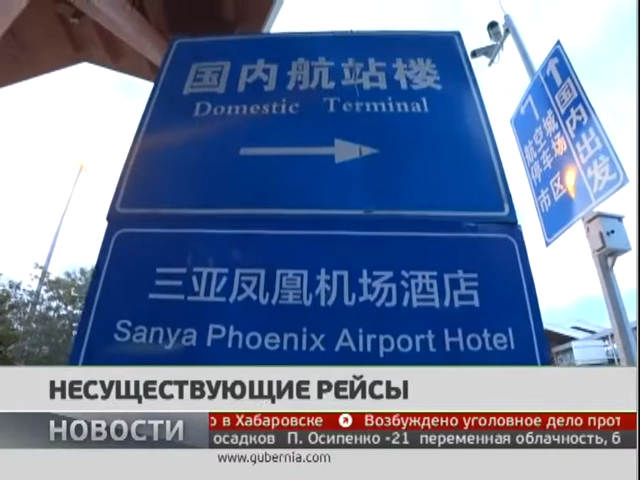 国内航站楼
Domestic Terminal
三亚凤凰机场酒店
Sanya Phoenix Airport Hotel
国内出发
航空城
停车场
市区
НЕСУЩЕСТВУЮЩИЕ РЕЙСЫ
НОВОСТИ
о в Хабаровске Возбуждено уголовное дело прот
осадков П. Осипенко -21 переменная облачность, б
www.gubernia.com